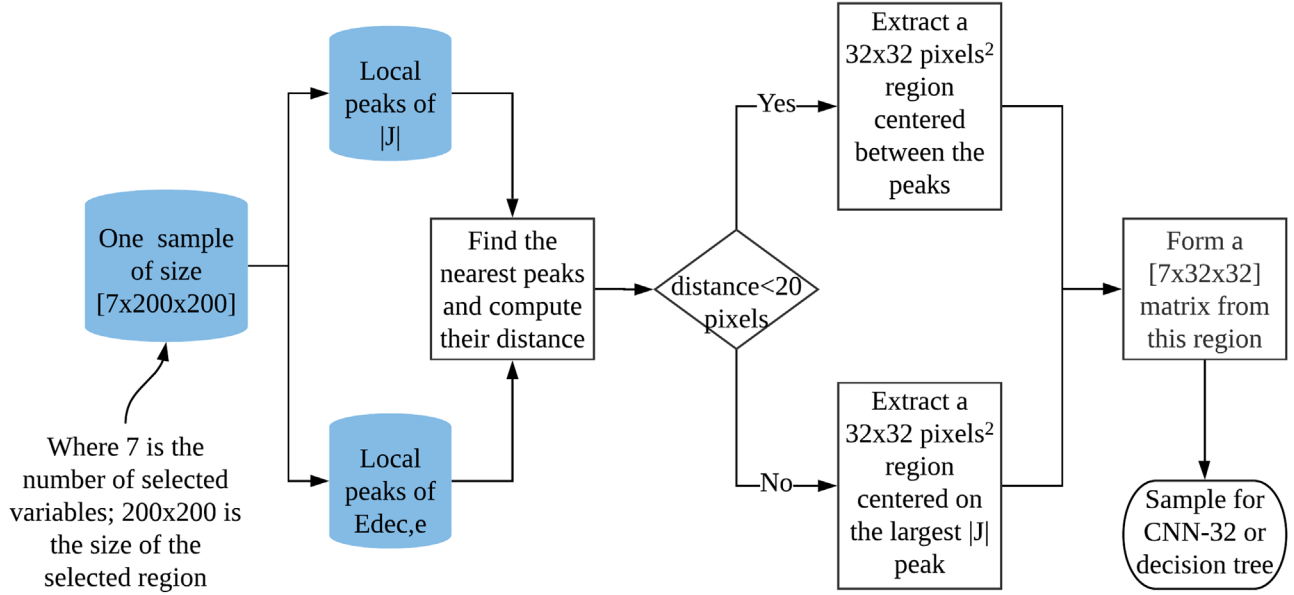 One sample
of size
[7x200x200]
Where 7 is the
number of selected
variables; 200x200 is
the size of the
selected region
Local
peaks of
|J|
Local
peaks of
Edec,e
Find the
nearest peaks
and compute
their distance
distance<20
pixels
Yes
Extract a
32x32 pixels²
region
centered
between the
peaks
No
Extract a
32x32 pixels²
region
centered on
the largest |J|
peak
Form a
[7x32x32]
matrix from
this region
Sample for
CNN-32 or
decision tree